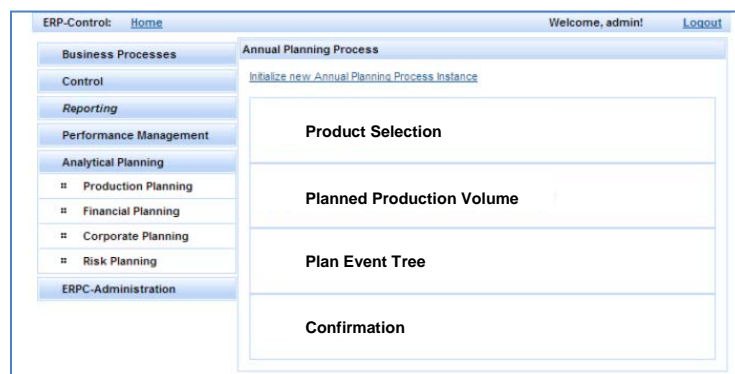 ERP-Control: Home Welcome, admin! Logout
Business Processes
Control
Reporting
Performance Management
Analytical Planning
Production Planning
Financial Planning
Corporate Planning
Risk Planning
ERPC-Administration
Annual Planning Process
Initialize new Annual Planning Process Instance
Product Selection
Planned Production Volume
Plan Event Tree
Confirmation